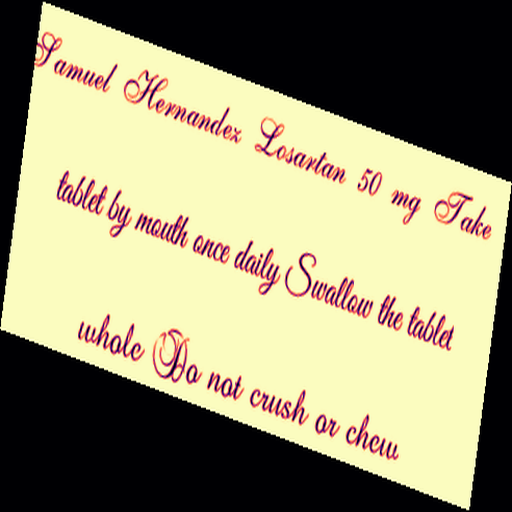 Samuel Hernandez Losartan 50 mg Take
tablet by mouth once daily Swallow the tablet
whole Do not crush or chew